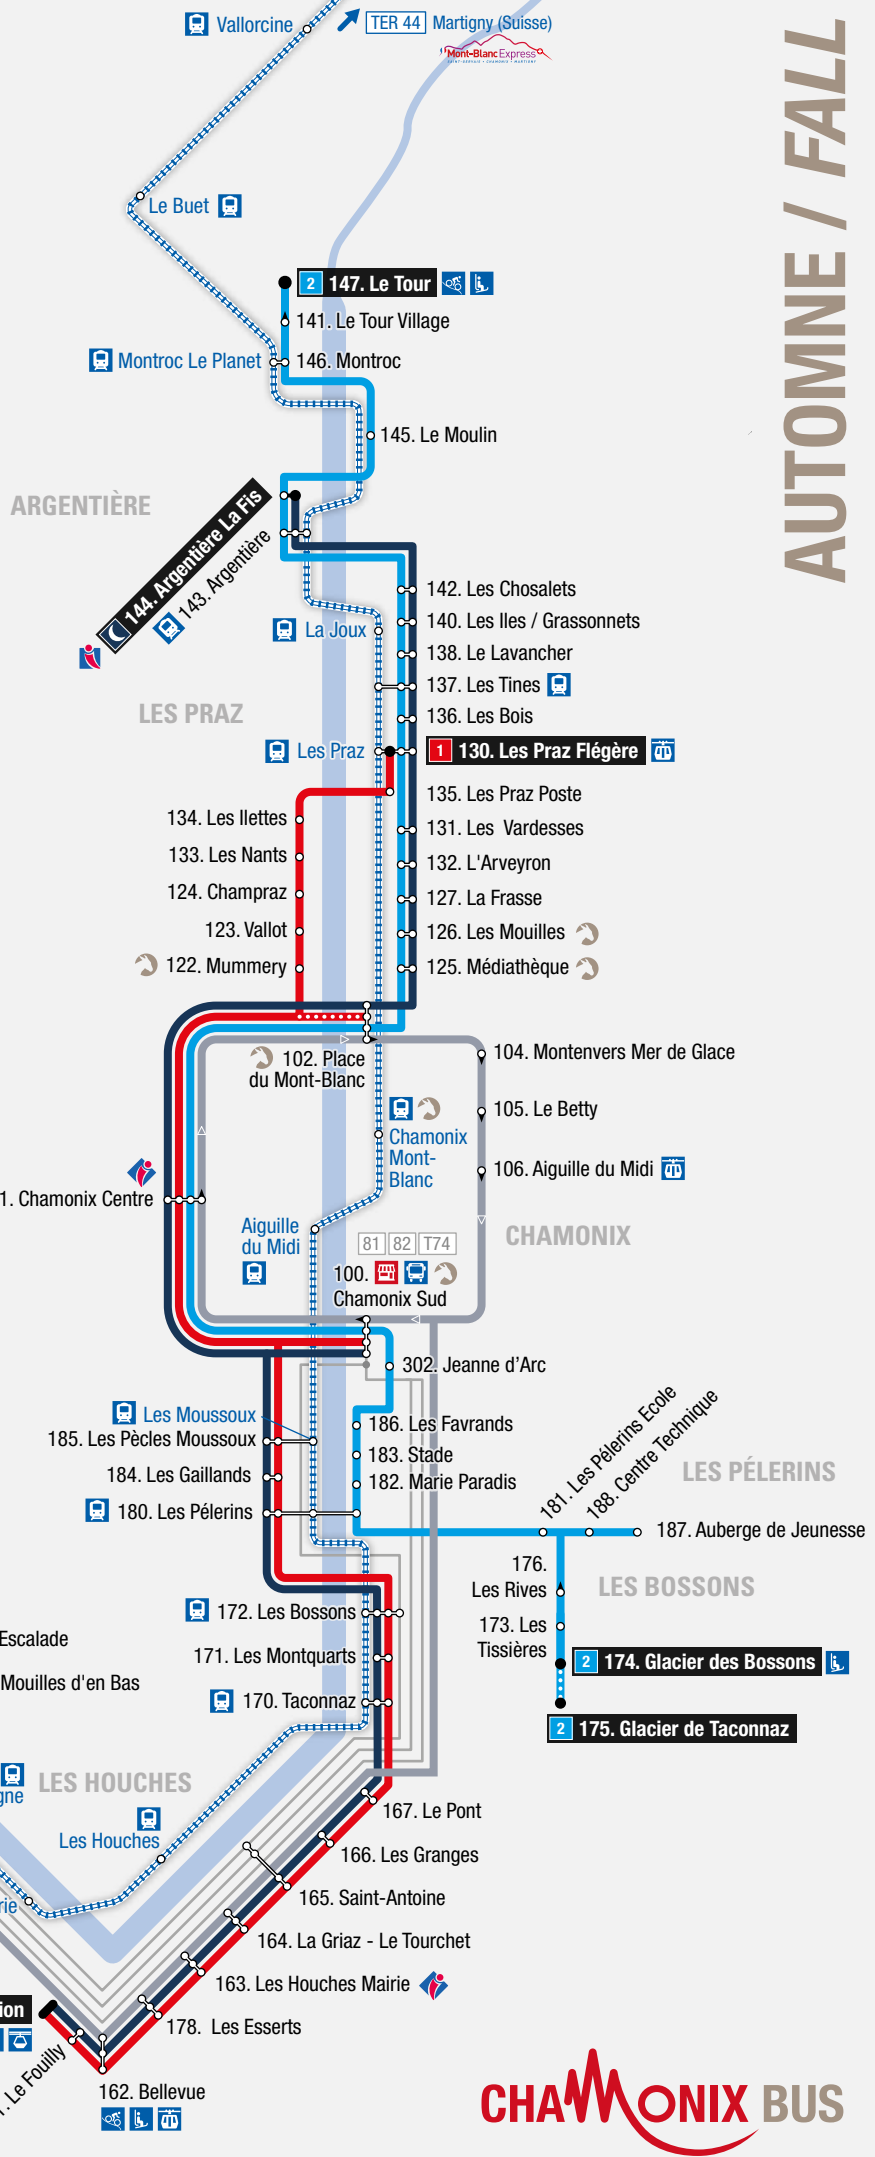 Vallorcine
TER 44 Martigny (Suisse)
Mont-Blanc Express
SAINT-GERVAIS • CHAMONIX • MARTIGNY
AUTOMNE / FALL
Le Buet
2 147. Le Tour
141. Le Tour Village
Montroc Le Planet
146. Montroc
145. Le Moulin
ARGENTIÈRE
144. Argentière La Fis
143. Argentière
142. Les Chosalets
140. Les Iles / Grassonnets
La Joux
138. Le Lavancher
137. Les Tines
LES PRAZ
136. Les Bois
Les Praz
1 130. Les Praz Flégère
135. Les Praz Poste
134. Les Ilettes
131. Les Vardesses
133. Les Nants
132. L'Arveyron
124. Champraz
127. La Frasse
123. Vallot
126. Les Mouilles
122. Mummery
125. Médiathèque
102. Place
du Mont-Blanc
104. Montenvers Mer de Glace
105. Le Betty
Chamonix
Mont-
Blanc
106. Aiguille du Midi
1. Chamonix Centre
Aiguille
du Midi
CHAMONIX
81 82 T74
100.
Chamonix Sud
302. Jeanne d'Arc
Les Moussoux
185. Les Pècles Moussoux
186. Les Favrands
183. Stade
184. Les Gaillands
182. Marie Paradis
181. Les Pélerins Ecole
188. Centre Technique
LES PÉLERINS
180. Les Pélerins
187. Auberge de Jeunesse
176.
Les Rives
LES BOSSONS
172. Les Bossons
173. Les
Tissières
Escalade
171. Les Montquarts
2 174. Glacier des Bossons
Mouilles d'en Bas
170. Taconnaz
2 175. Glacier de Taconnaz
gne
LES HOUCHES
Les Houches
167. Le Pont
166. Les Granges
165. Saint-Antoine
rie
164. La Griaz - Le Tourchet
163. Les Houches Mairie
ion
178. Les Esserts
. Le Fouilly
162. Bellevue
CHAMONIX BUS